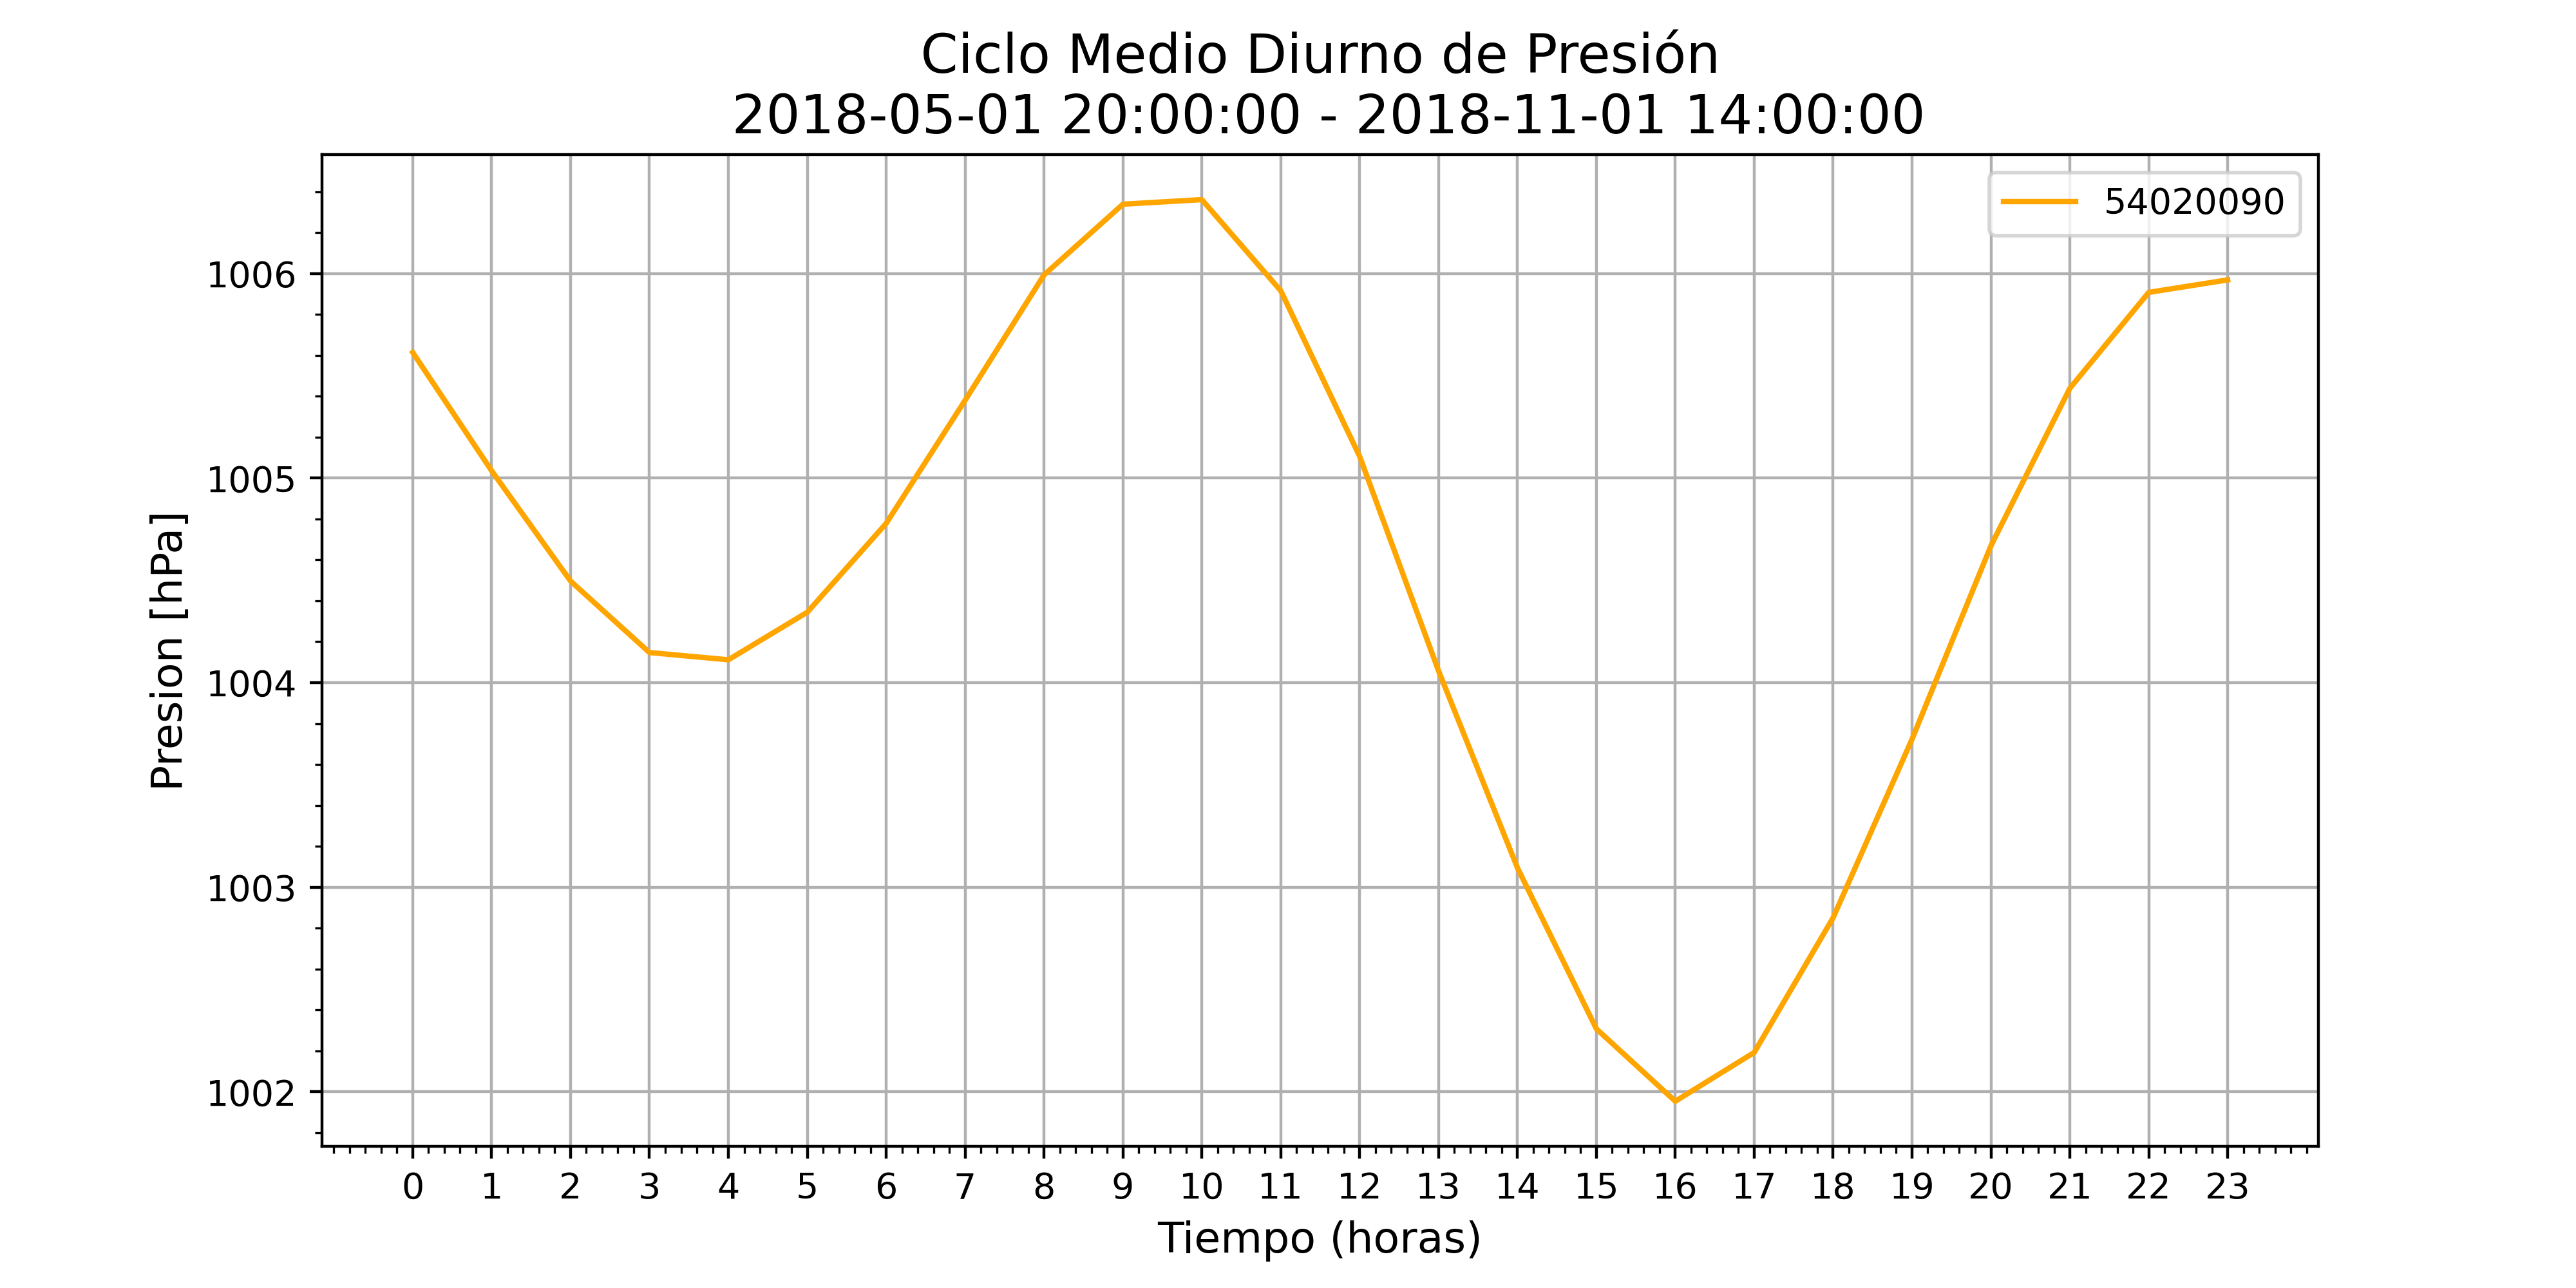 Ciclo Medio Diurno de Presión
2018-05-01 20:00:00 - 2018-11-01 14:00:00
54020090
Presion [hPa]
1006
1005
1004
1003
1002
0 1 2 3 4 5 6 7 8 9 10 11 12 13 14 15 16 17 18 19 20 21 22 23
Tiempo (horas)